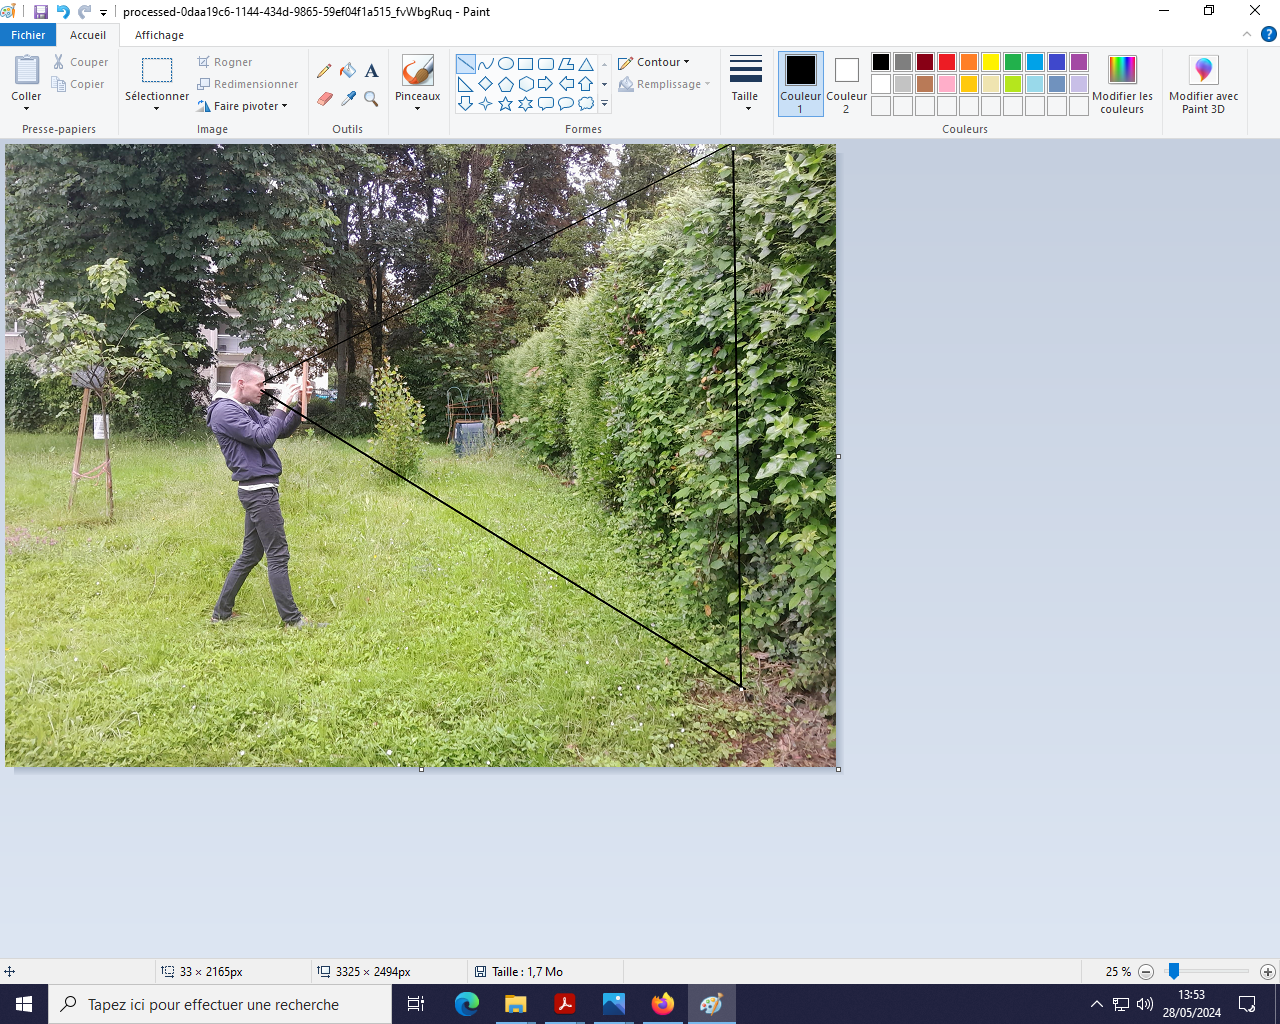 processed-0daa19c6-1144-434d-9865-59ef04f1a515_fvWbgRuq - Paint
Fichier Accueil Affichage
Coller
Couper
Copier
Presse-papiers
Sélectionner
Rogner
Redimensionner
Faire pivoter
Image
A
Outils
Pinceaux
Contour
Remplissage
Formes
Taille
Couleur 1
Couleur 2
Couleurs
Modifier les couleurs
Modifier avec Paint 3D
33 × 2165px
3325 × 2494px
Taille : 1,7 Mo
25 %
Tapez ici pour effectuer une recherche
13:53
28/05/2024